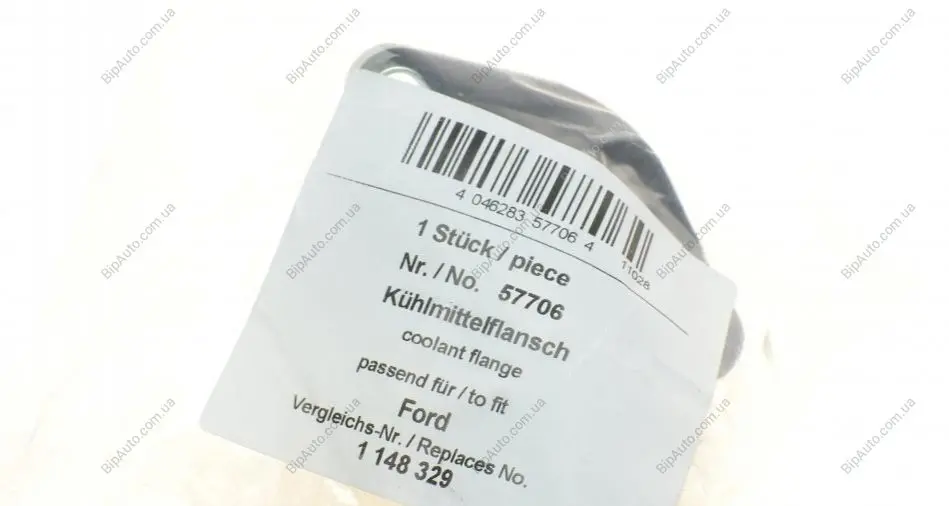 4 046283 57706 4
11028
1 Stück / piece
Nr. / No. 57706
Kühlmittelflansch
coolant flange
passend für / to fit
Ford
Vergleichs-Nr. / Replaces No.
1 148 329
BipAuto.com.ua